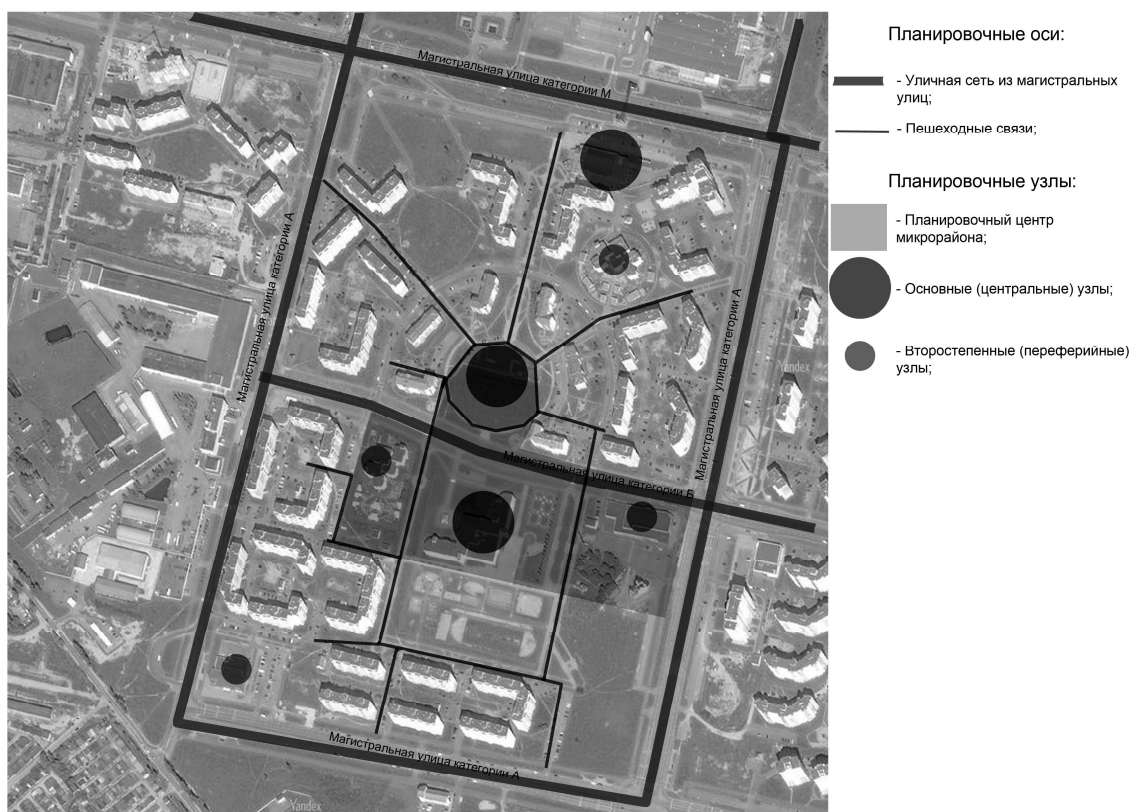 Планировочные оси:
- Уличная сеть из магистральных
улиц;
- Пешеходные связи;
Планировочные узлы:
- Планировочный центр
микрорайона;
- Основные (центральные) узлы;
- Второстепенные (переферийные)
узлы;
Магистральная улица категории М
Магистральная улица категории А
Магистральная улица категории А
Магистральная улица категории Б
Магистральная улица категории А
Yandex
Yandex